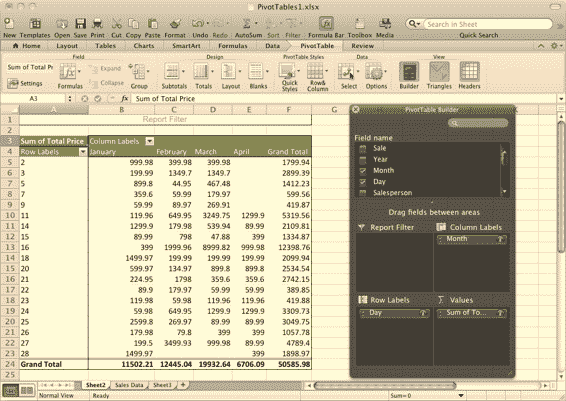 PivotTables1.xlsx
New Templates Open Save Print Cut Copy Paste Format Undo Redo AutoSum Sort Filter Formula Bar Toolbox Media
Search in Sheet
Quick Search
Home Layout Tables Charts SmartArt Formulas Data PivotTable Review
Field Design PivotTable Styles Data View
Sum of Total P
Settings
Formulas
Expand
Collapse
Group Subtotals Totals Layout Quick Styles Row& Column Select Options Builder Triangles Headers
A3 fx Sum of Total Price
A B C D E F G H
1 Report Filter
2
3 Sum of Total Price Column Labels
4 Row Labels January February March April Grand Total
5 2 999.98 399.98 399.98 1799.94
6 3 199.99 1349.7 1349.7 2899.39
7 5 899.8 44.95 467.48 1412.23
8 7 359.6 59.99 179.97 599.56
9 9 59.99 89.97 269.91 419.87
10 11 119.96 649.95 3249.75 1299.9 5319.56
11 14 1299.9 179.98 539.94 89.99 2109.81
12 15 89.99 798 47.88 399 1334.87
13 16 399 1999.96 8999.82 999.98 12398.76
14 18 1499.97 199.99 199.99 199.99 2099.94
15 20 599.97 134.97 899.8 899.8 2534.54
16 21 224.95 1798 359.6 359.6 2742.15
17 22 89.9 179.97 59.99 59.99 389.85
18 23 119.98 59.98 119.96 119.96 419.88
19 24 59.98 649.95 1299.9 1299.9 3309.73
20 25 2599.8 269.97 89.99 89.99 3049.75
21 26 179.98 79.8 399 399 1057.78
22 27 199.5 3499.93 999.98 89.99 4789.4
23 28 1499.97 399 1898.97
24 Grand Total 11502.21 12445.04 19932.64 6706.09 50585.98
25
PivotTable Builder
Field name
Sale
Year
Month
Day
Salesperson
Drag fields between areas
Report Filter
Column Labels
Month
Row Labels
Day
Values
Sum of To...
Sheet2 Sales Data Sheet3 +
Normal View Ready Sum=0